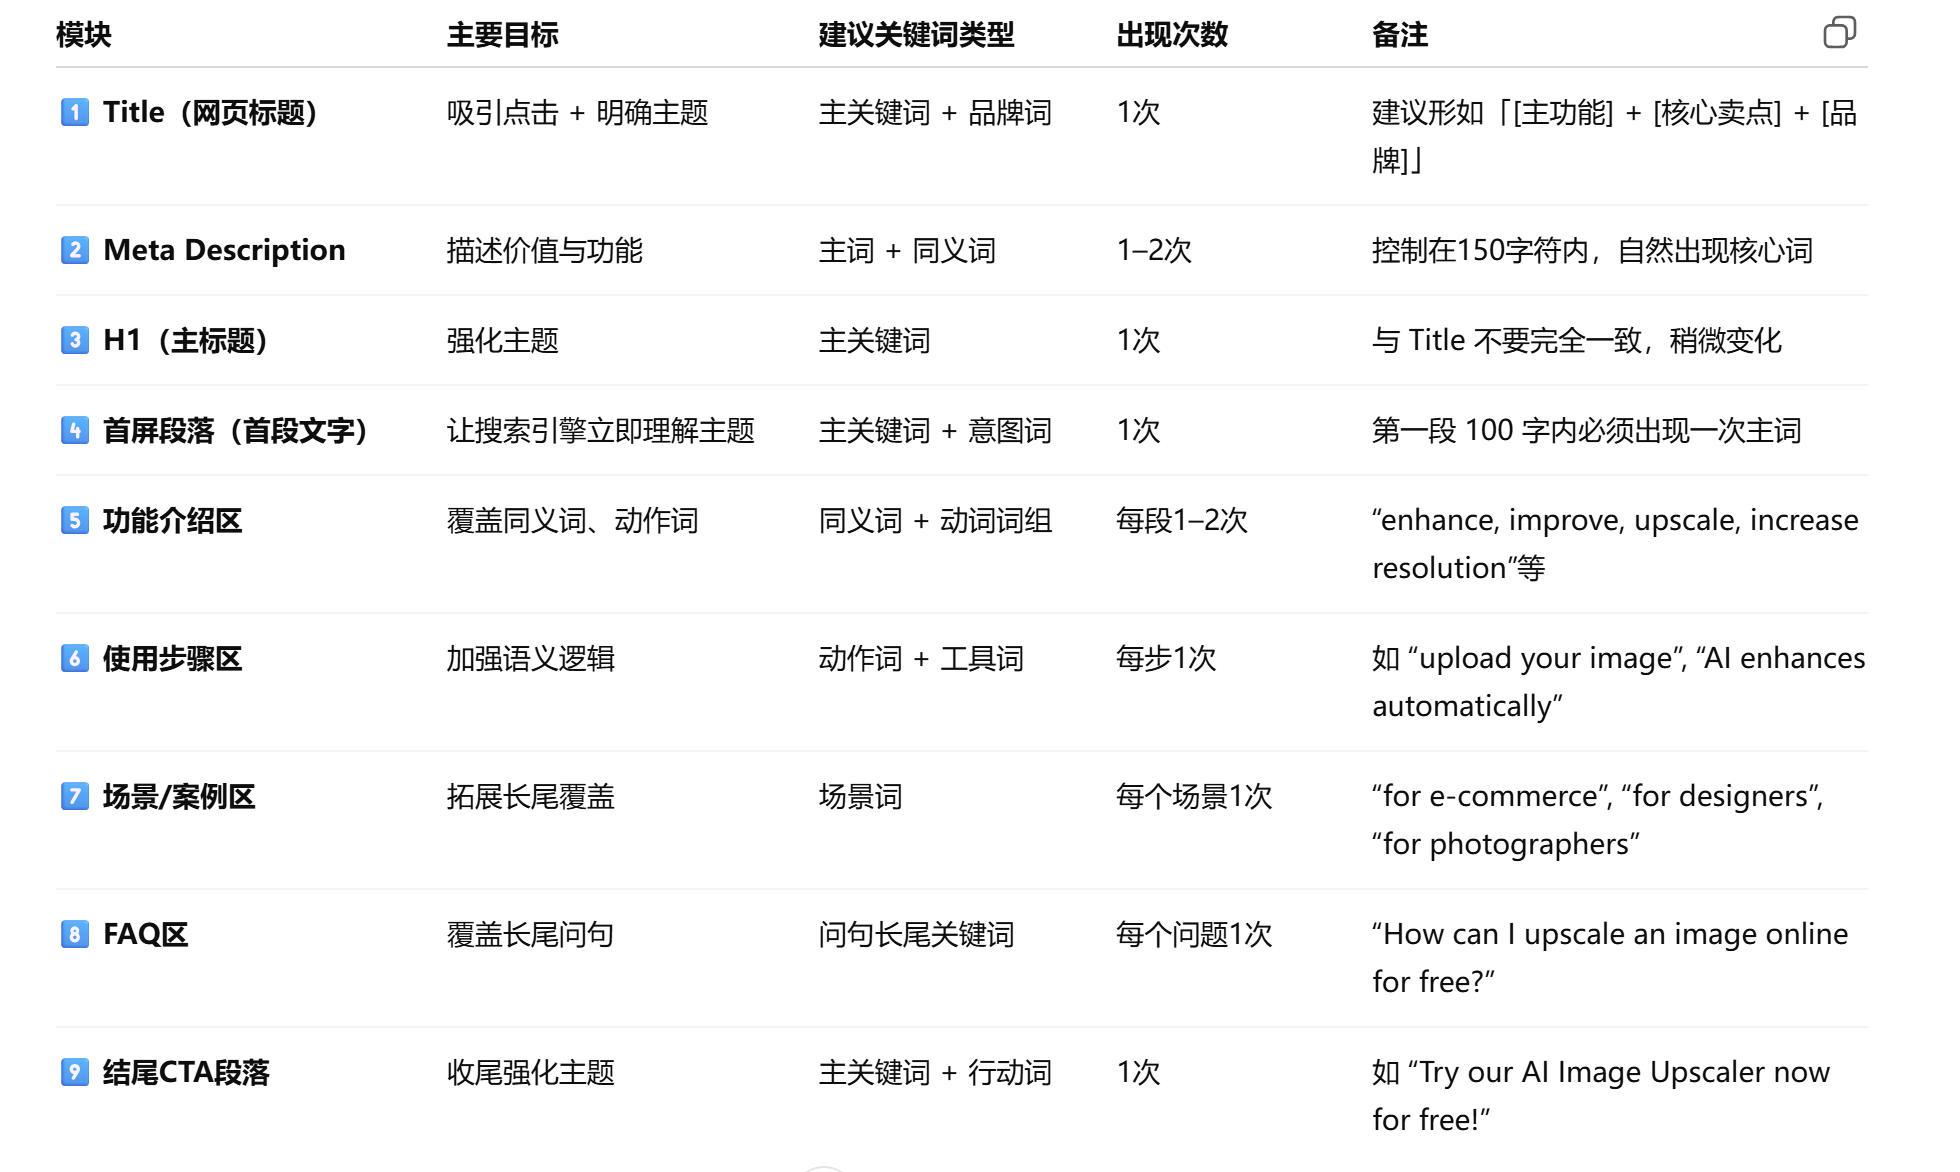 模块 主要目标 建议关键词类型 出现次数 备注
1 Title（网页标题） 吸引点击 + 明确主题 主关键词 + 品牌词 1次 建议形如「[主功能] + [核心卖点] + [品
牌]」
2 Meta Description 描述价值与功能 主词 + 同义词 1–2次 控制在150字符内，自然出现核心词
3 H1（主标题） 强化主题 主关键词 1次 与 Title 不要完全一致，稍微变化
4 首屏段落（首段文字） 让搜索引擎立即理解主题 主关键词 + 意图词 1次 第一段 100 字内必须出现一次主词
5 功能介绍区 覆盖同义词、动作词 同义词 + 动词词组 每段1–2次 “enhance, improve, upscale, increase
resolution”等
6 使用步骤区 加强语义逻辑 动作词 + 工具词 每步1次 如 “upload your image”, “AI enhances
automatically”
7 场景/案例区 拓展长尾覆盖 场景词 每个场景1次 “for e-commerce”, “for designers”,
“for photographers”
8 FAQ区 覆盖长尾问句 问句长尾关键词 每个问题1次 “How can I upscale an image online
for free?”
9 结尾CTA段落 收尾强化主题 主关键词 + 行动词 1次 如 “Try our AI Image Upscaler now
for free!”